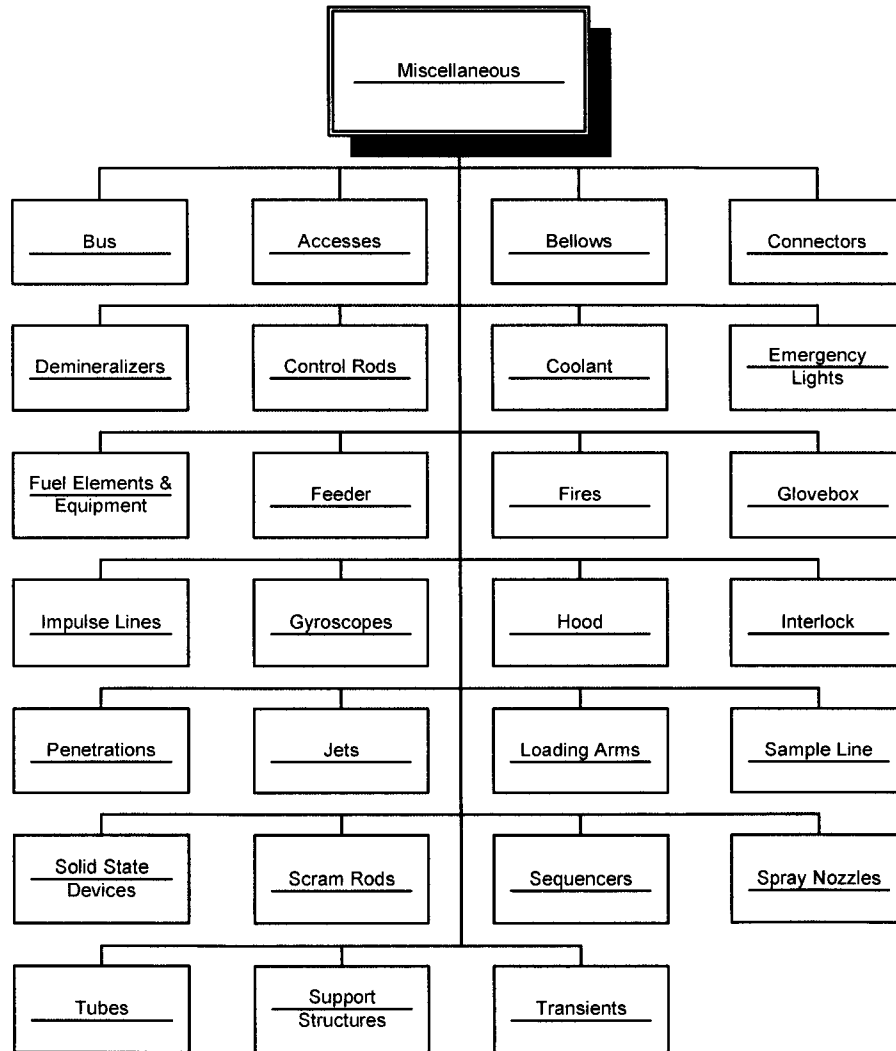 Miscellaneous
Bus
Accesses
Bellows
Connectors
Demineralizers
Control Rods
Coolant
Emergency
Lights
Fuel Elements &
Equipment
Feeder
Fires
Glovebox
Impulse Lines
Gyroscopes
Hood
Interlock
Penetrations
Jets
Loading Arms
Sample Line
Solid State
Devices
Scram Rods
Sequencers
Spray Nozzles
Tubes
Support
Structures
Transients